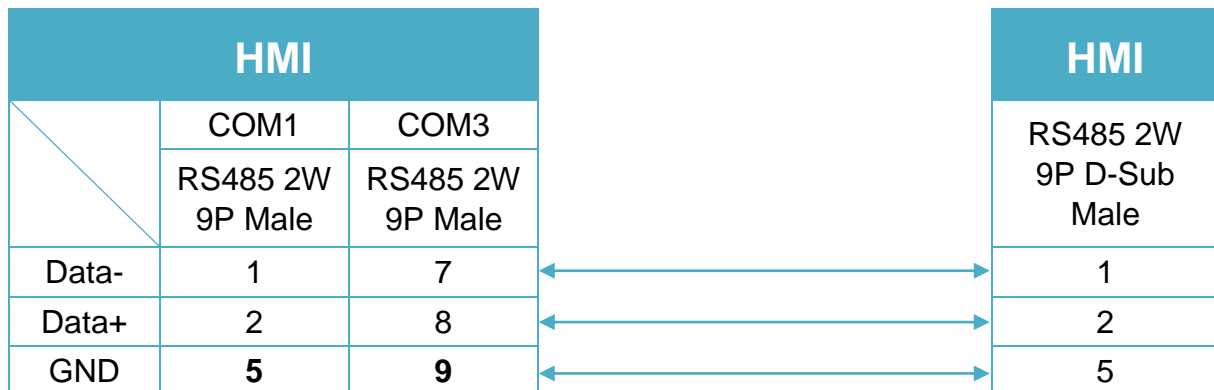 HMI HMI
COM1 COM3
RS485 2W
9P Male
RS485 2W
9P Male
RS485 2W
9P D-Sub
Male
Data- 1 7 1
Data+ 2 8 2
GND 5 9 5